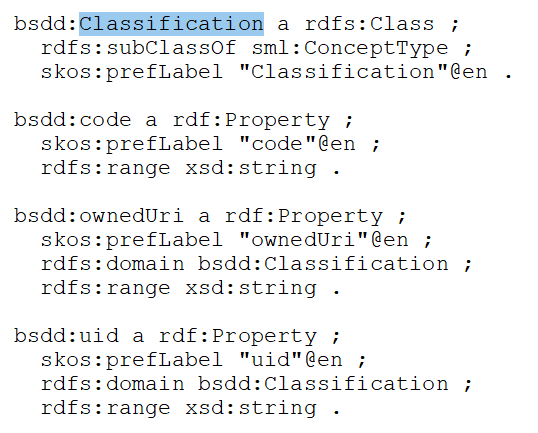 bsdd:Classification a rdfs:Class ;
  rdfs:subClassOf sml:ConceptType ;
  skos:prefLabel "Classification"@en .

bsdd:code a rdf:Property ;
  skos:prefLabel "code"@en ;
  rdfs:range xsd:string .

bsdd:ownedUri a rdf:Property ;
  skos:prefLabel "ownedUri"@en ;
  rdfs:domain bsdd:Classification ;
  rdfs:range xsd:string .

bsdd:uid a rdf:Property ;
  skos:prefLabel "uid"@en ;
  rdfs:domain bsdd:Classification ;
  rdfs:range xsd:string .